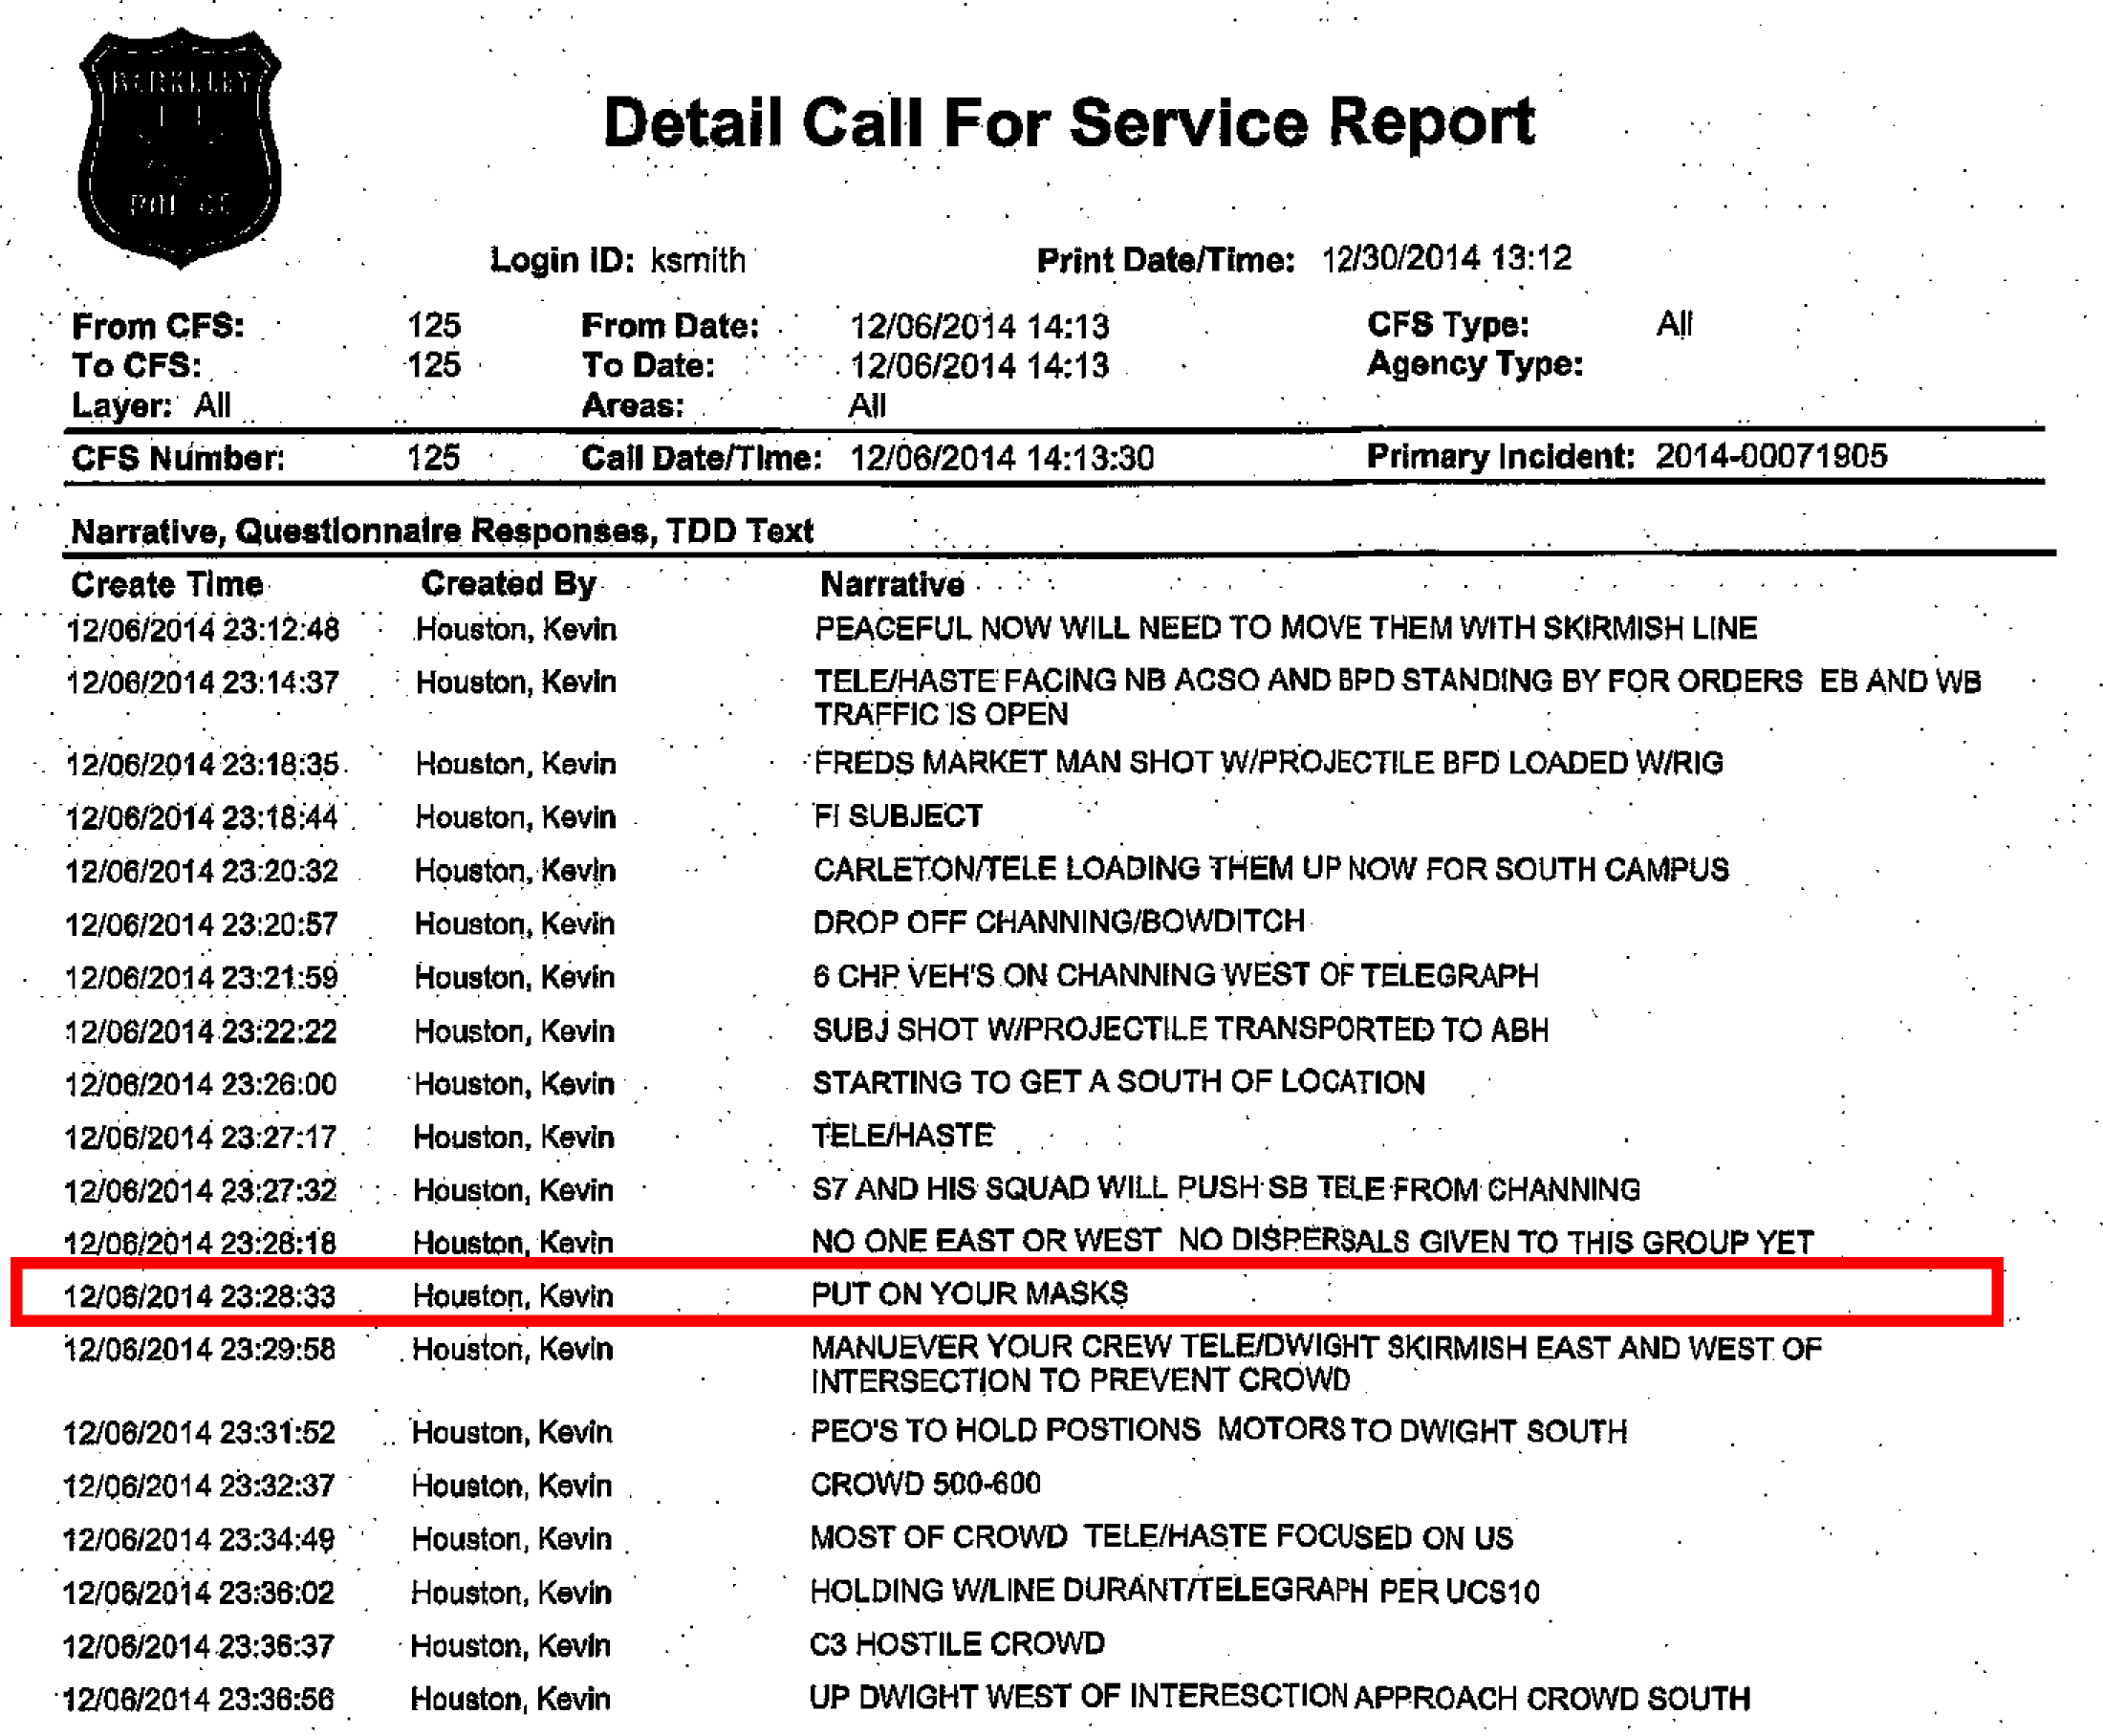 BERKELEY
POLICE
Detail Call For Service Report
Login ID: ksmith Print Date/Time: 12/30/2014 13:12
From CFS: 125 From Date: 12/06/2014 14:13 CFS Type: All
To CFS: 125 To Date: 12/06/2014 14:13 Agency Type:
Layer: All Areas: All
CFS Number: 125 Call Date/Time: 12/06/2014 14:13:30 Primary Incident: 2014-00071905
Narrative, Questionnaire Responses, TDD Text
Create Time Created By Narrative
12/06/2014 23:12:48 Houston, Kevin PEACEFUL NOW WILL NEED TO MOVE THEM WITH SKIRMISH LINE
12/06/2014 23:14:37 Houston, Kevin TELE/HASTE FACING NB ACSO AND BPD STANDING BY FOR ORDERS EB AND WB
TRAFFIC IS OPEN
12/06/2014 23:18:35 Houston, Kevin FREDS MARKET MAN SHOT W/PROJECTILE BFD LOADED W/RIG
12/06/2014 23:18:44 Houston, Kevin FI SUBJECT
12/06/2014 23:20:32 Houston, Kevin CARLETON/TELE LOADING THEM UP NOW FOR SOUTH CAMPUS
12/06/2014 23:20:57 Houston, Kevin DROP OFF CHANNING/BOWDITCH
12/06/2014 23:21:59 Houston, Kevin 6 CHP VEH'S ON CHANNING WEST OF TELEGRAPH
12/06/2014 23:22:22 Houston, Kevin SUBJ SHOT W/PROJECTILE TRANSPORTED TO ABH
12/06/2014 23:26:00 Houston, Kevin STARTING TO GET A SOUTH OF LOCATION
12/06/2014 23:27:17 Houston, Kevin TELE/HASTE
12/06/2014 23:27:32 Houston, Kevin S7 AND HIS SQUAD WILL PUSH SB TELE FROM CHANNING
12/06/2014 23:28:18 Houston, Kevin NO ONE EAST OR WEST NO DISPERSALS GIVEN TO THIS GROUP YET
12/06/2014 23:28:33 Houston, Kevin PUT ON YOUR MASKS
12/06/2014 23:29:58 Houston, Kevin MANUEVER YOUR CREW TELE/DWIGHT SKIRMISH EAST AND WEST OF
INTERSECTION TO PREVENT CROWD
12/06/2014 23:31:52 Houston, Kevin PEO'S TO HOLD POSTIONS MOTORS TO DWIGHT SOUTH
12/06/2014 23:32:37 Houston, Kevin CROWD 500-600
12/06/2014 23:34:49 Houston, Kevin MOST OF CROWD TELE/HASTE FOCUSED ON US
12/06/2014 23:36:02 Houston, Kevin HOLDING W/LINE DURANT/TELEGRAPH PER UCS10
12/06/2014 23:36:37 Houston, Kevin C3 HOSTILE CROWD
12/06/2014 23:36:56 Houston, Kevin UP DWIGHT WEST OF INTERESCTION APPROACH CROWD SOUTH